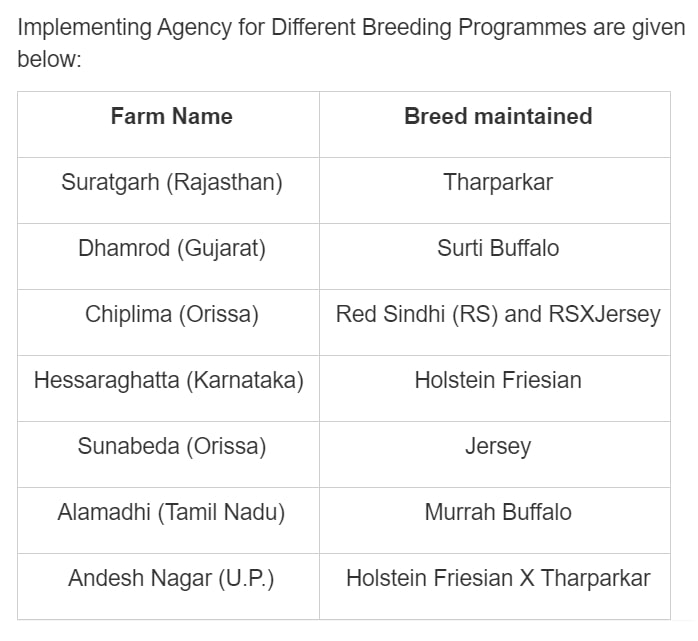 Implementing Agency for Different Breeding Programmes are given
below:
Farm Name Breed maintained
Suratgarh (Rajasthan) Tharparkar
Dhamrod (Gujarat) Surti Buffalo
Chiplima (Orissa) Red Sindhi (RS) and RSXJersey
Hessaraghatta (Karnataka) Holstein Friesian
Sunabeda (Orissa) Jersey
Alamadhi (Tamil Nadu) Murrah Buffalo
Andesh Nagar (U.P.) Holstein Friesian X Tharparkar